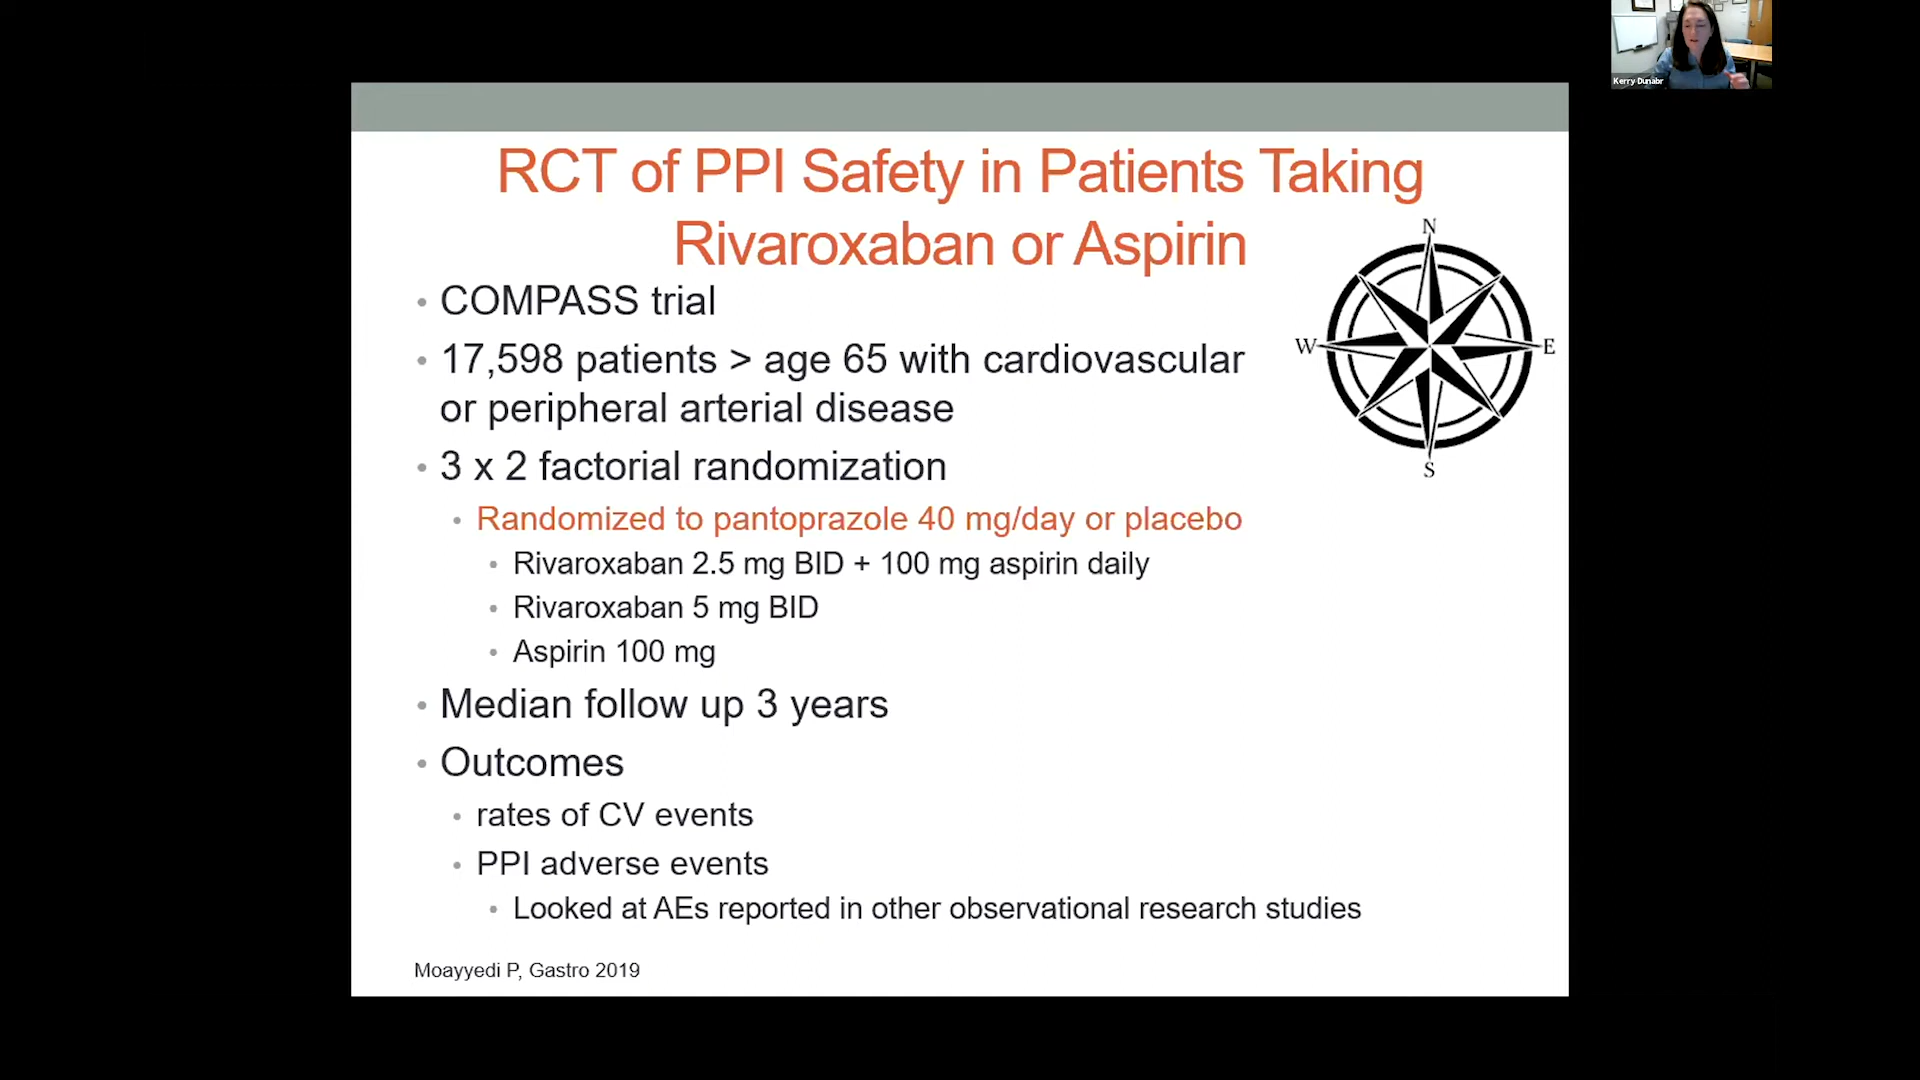 Kerry Dunabr
RCT of PPI Safety in Patients Taking
Rivaroxaban or Aspirin
N
W
E
S
• COMPASS trial
• 17,598 patients > age 65 with cardiovascular
or peripheral arterial disease
• 3 x 2 factorial randomization
• Randomized to pantoprazole 40 mg/day or placebo
• Rivaroxaban 2.5 mg BID + 100 mg aspirin daily
• Rivaroxaban 5 mg BID
• Aspirin 100 mg
• Median follow up 3 years
• Outcomes
• rates of CV events
• PPI adverse events
• Looked at AEs reported in other observational research studies
Moayyedi P, Gastro 2019